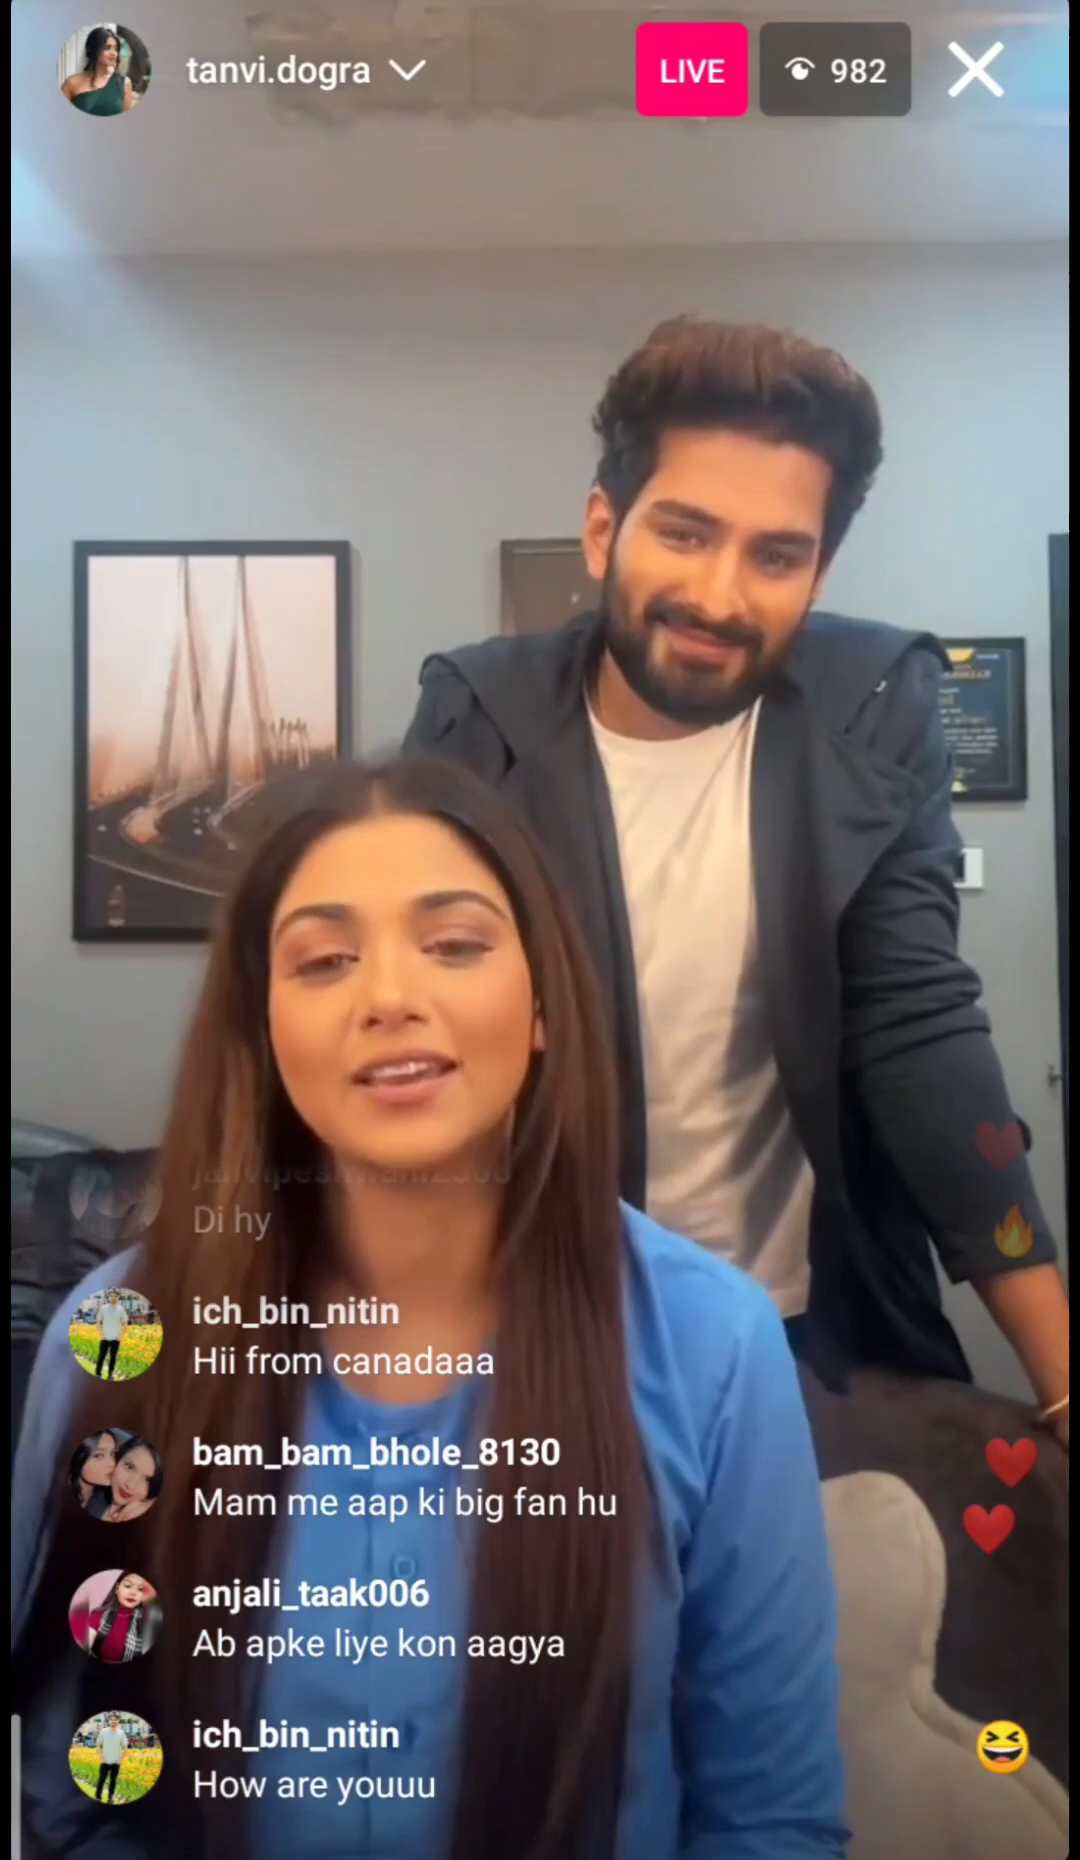 tanvi.dogra
LIVE
982
Di hy
ich_bin_nitin
Hii from canadaaa
bam_bam_bhole_8130
Mam me aap ki big fan hu
anjali_taak006
Ab apke liye kon aagya
ich_bin_nitin
How are youuu